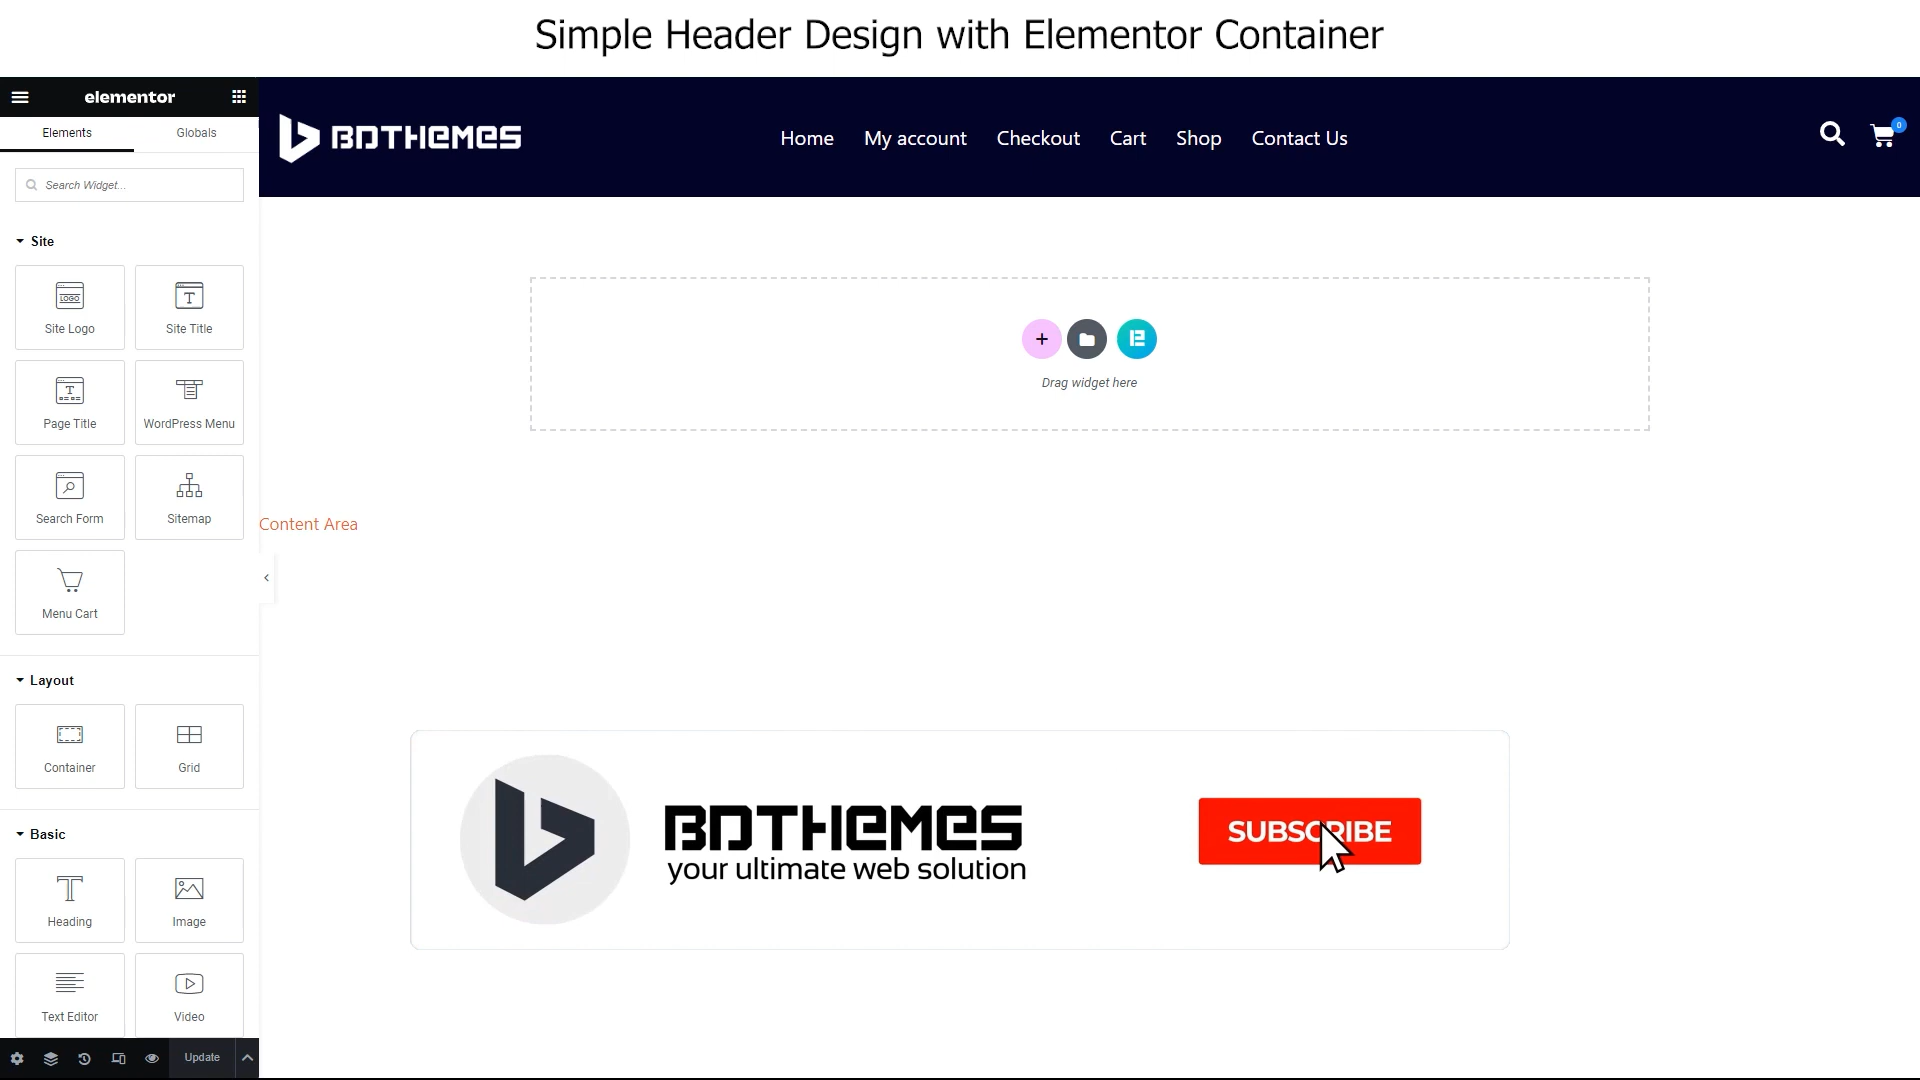 Simple Header Design with Elementor Container
elementor
Elements Globals
Search Widget...
Site
LOGO
Site Logo
T
Site Title
T
Page Title
WordPress Menu
Search Form
Sitemap
Menu Cart
Layout
Container
Grid
Basic
T
Heading
Image
Text Editor
Video
Update
BDTHEMES
Home My account Checkout Cart Shop Contact Us
0
+
Drag widget here
Content Area
BDTHEMES
your ultimate web solution
SUBSCRIBE